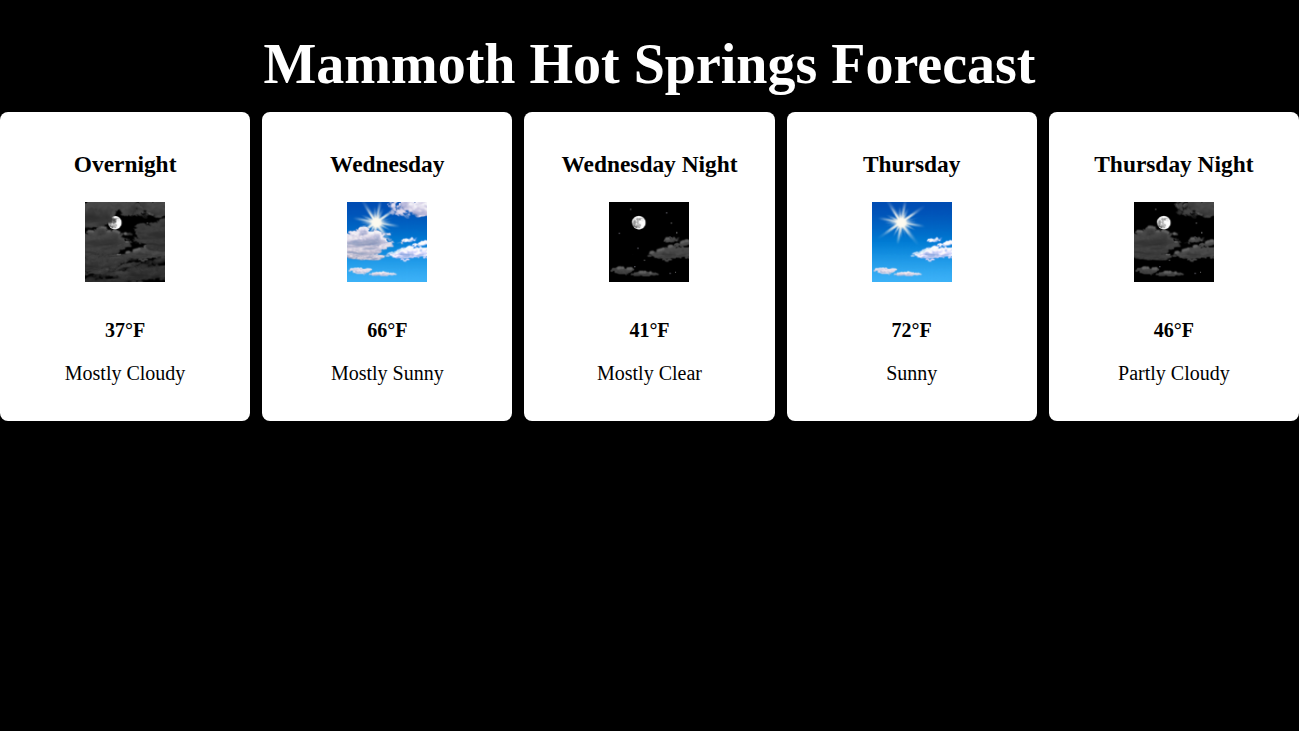 Mammoth Hot Springs Forecast
Overnight
37°F
Mostly Cloudy
Wednesday
66°F
Mostly Sunny
Wednesday Night
41°F
Mostly Clear
Thursday
72°F
Sunny
Thursday Night
46°F
Partly Cloudy